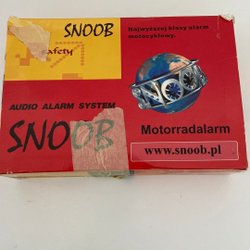 SNOOB
safety
Najwyższej klasy alarm
motocyklowy.
AUDIO ALARM SYSTEM
SNOOB
Motorradalarm
www.snoob.pl